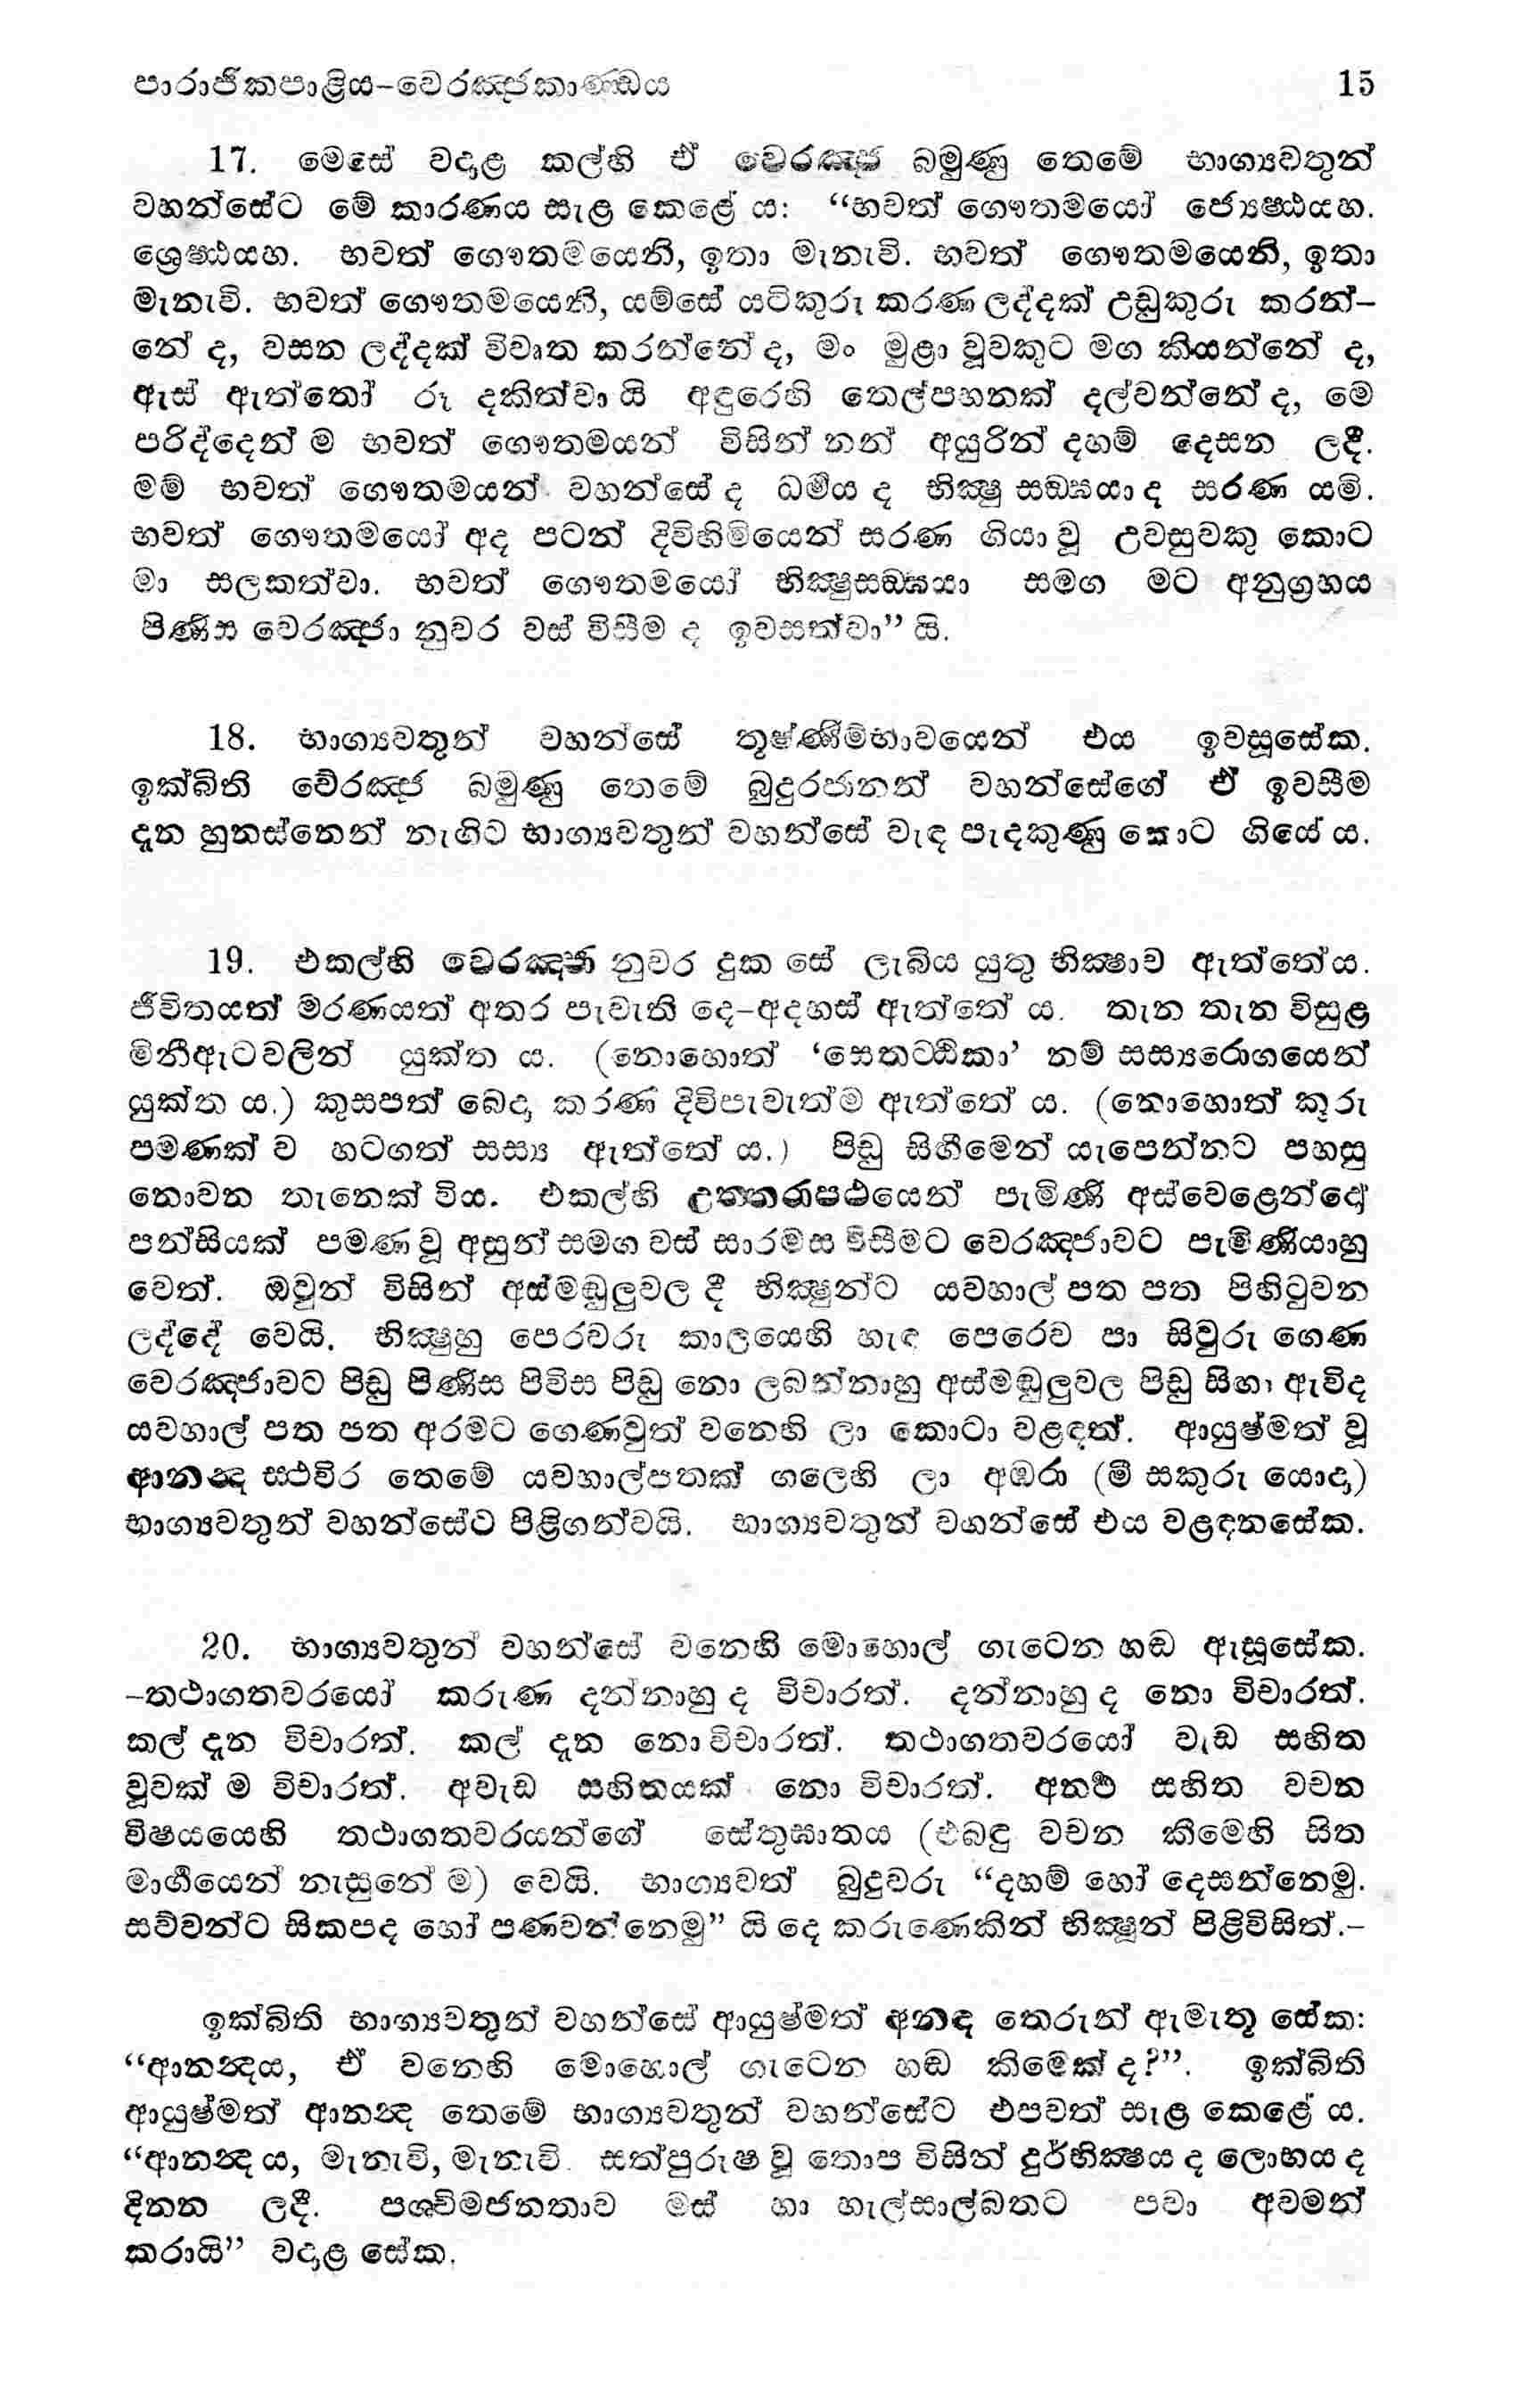 පාරාජිකපාළිය-වෙරඤ්ජකාණ්ඩය 15
17. මෙසේ වදාළ කල්හි ඒ වෙරඤ්ජ බමුණු තෙමේ භාග්‍යවතුන්
වහන්සේට මේ කාරණය සැළ කෙළේ ය: “භවත් ගෞතමයෝ ජ්‍යෙෂ්ඨයහ.
ශ්‍රෙෂ්ඨයහ. භවත් ගෞතමයෙනි, ඉතා මැනැවි. භවත් ගෞතමයෙනි, ඉතා
මැනැවි. භවත් ගෞතමයෙනි, යම්සේ යටිකුරු කරණ ලද්දක් උඩුකුරු කරන්-
නේ ද, වසන ලද්දක් විවෘත කරන්නේ ද, මං මුළා වූවකුට මග කියන්නේ ද,
ඇස් ඇත්තෝ රූ දකිත්වා යි අඳුරෙහි තෙල්පහනක් දල්වන්නේ ද, මෙ
පරිද්දෙන් ම භවත් ගෞතමයන් විසින් නන් අයුරින් දහම් දෙසන ලදී.
මම් භවත් ගෞතමයන් වහන්සේ ද ධර්‍මය ද භික්‍ෂු සඞ්ඝයා ද සරණ යමි.
භවත් ගෞතමයෝ අද පටන් දිවිහිමියෙන් සරණ ගියා වූ උවසුවකු කොට
මා සලකත්වා. භවත් ගෞතමයෝ භික්‍ෂුසඞ්ඝයා සමග මට අනුග්‍රහය
පිණිස වෙරඤ්ජා නුවර වස් විසීම ද ඉවසත්වා” යි.
18. භාග්‍යවතුන් වහන්සේ තූෂ්ණීම්භාවයෙන් එය ඉවසූසේක.
ඉක්බිති වේරඤ්ජ බමුණු තෙමේ බුදුරජානන් වහන්සේගේ ඒ ඉවසීම
දැන හුනස්නෙන් නැගිට භාග්‍යවතුන් වහන්සේ වැඳ පැදකුණු කොට ගියේ ය.
19. එකල්හි වෙරඤ්ජා නුවර දුක සේ ලැබිය යුතු භික්‍ෂාව ඇත්තේය.
ජීවිතයත් මරණයත් අතර පැවැති දෙ-අදහස් ඇත්තේ ය. තැන තැන විසුළ
මිනීඇටවලින් යුක්ත ය. (නොහොත් ‘සෙතට්ඨිකා’ නම් සස්‍යරොගයෙන්
යුක්ත ය.) කුසපත් බෙදා කරණ දිවිපැවැත්ම ඇත්තේ ය. (නොහොත් කූරු
පමණක් ව හටගත් සස්‍ය ඇත්තේ ය.) පිඩු සිඟීමෙන් යැපෙන්නට පහසු
නොවන තැනෙක් විය. එකල්හි උත්තරාපථයෙන් පැමිණි අස්වෙළෙන්දෝ
පන්සියක් පමණ වූ අසුන් සමග වස් සාරමස විසීමට වෙරඤ්ජාවට පැමිණියාහු
වෙත්. ඔවුන් විසින් අස්මඬුලුවල දී භික්‍ෂුන්ට යවහාල් පත පත පිහිටුවන
ලද්දේ වෙයි. භික්‍ෂුහු පෙරවරු කාලයෙහි හැඳ පෙරෙව පා සිවුරු ගෙණ
වෙරඤ්ජාවට පිඩු පිණිස පිවිස පිඩු නො ලබන්නාහු අස්මඬුලුවල පිඩු සිඟා ඇවිද
යවහාල් පත පත අරමට ගෙණවුත් වනෙහි ලා කොටා වළඳත්. ආයුෂ්මත් වූ
ආනන්‍ද ස්ථවිර තෙමේ යවහාල්පතක් ගලෙහි ලා අඹරා (මී සකුරු යොදා)
භාග්‍යවතුන් වහන්සේට පිළිගන්වයි. භාග්‍යවතුන් වහන්සේ එය වළඳනසේක.
20. භාග්‍යවතුන් වහන්සේ වනෙහි මොහොල් ගැටෙන හඬ ඇසූසේක.
-තථාගතවරයෝ කරුණ දන්නාහු ද විචාරත්. දන්නාහු ද නො විචාරත්.
කල් දැන විචාරත්. කල් දැන නො විචාරත්. තථාගතවරයෝ වැඩ සහිත
වූවක් ම විචාරත්. අවැඩ සහිතයක් නො විචාරත්. අනර්‍ථ සහිත වචන
විෂයයෙහි තථාගතවරයන්ගේ සේතුඝාතය (එබඳු වචන කීමෙහි සිත
මාර්‍ගයෙන් නැසුනේ ම) වෙයි. භාග්‍යවත් බුදුවරු “දහම් හෝ දෙසන්නෙමු.
සව්වන්ට සිකපද හෝ පණවන්නෙමු” යි දෙ කරුණෙකින් භික්‍ෂූන් පිළිවිසිත්.-
ඉක්බිති භාග්‍යවතුන් වහන්සේ ආයුෂ්මත් අනඳ තෙරුන් ඇමැතූ සේක:
“ආනන්‍දය, ඒ වනෙහි මොහොල් ගැටෙන හඬ කිමෙක් ද?”. ඉක්බිති
ආයුෂ්මත් ආනන්‍ද තෙමේ භාග්‍යවතුන් වහන්සේට එපවත් සැළ කෙළේ ය.
“ආනන්‍ද ය, මැනැවි, මැනැවි. සත්පුරුෂ වූ තොප විසින් දුර්භික්‍ෂය ද ලොභය ද
දිනන ලදී. පශ්චිමජනතාව මස් හා හැල්සාල්බතට පවා අවමන්
කරායි” වදාළ සේක.